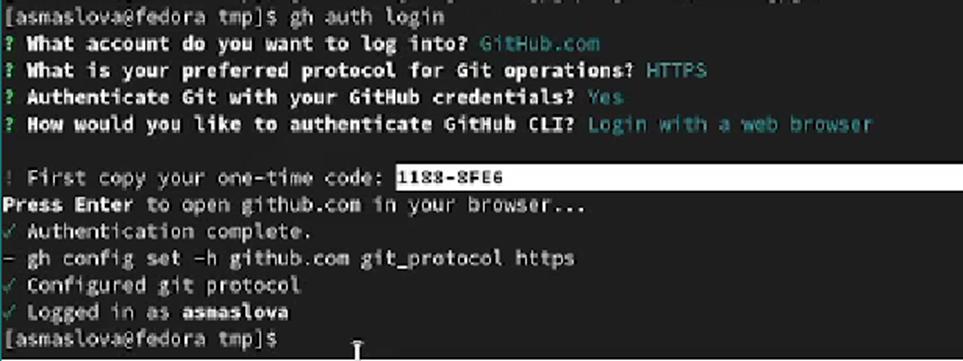 [asmaslova@fedora tmp]$ gh auth login
? What account do you want to log into? GitHub.com
? What is your preferred protocol for Git operations? HTTPS
? Authenticate Git with your GitHub credentials? Yes
? How would you like to authenticate GitHub CLI? Login with a web browser
! First copy your one-time code: 1188-8FE6
Press Enter to open github.com in your browser...
✓ Authentication complete.
- gh config set -h github.com git_protocol https
✓ Configured git protocol
✓ Logged in as asmaslova
[asmaslova@fedora tmp]$